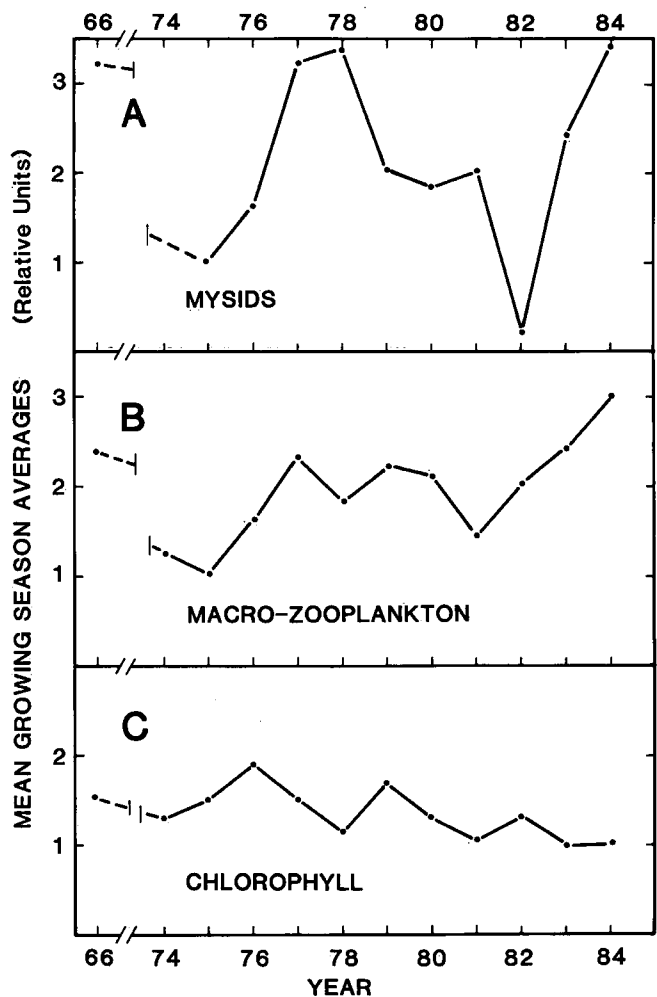 66 74 76 78 80 82 84
A
3
2
1
MYSIDS
(Relative Units)
B
3
2
1
MACRO-ZOOPLANKTON
MEAN GROWING SEASON AVERAGES
C
2
1
CHLOROPHYLL
66 74 76 78 80 82 84
YEAR